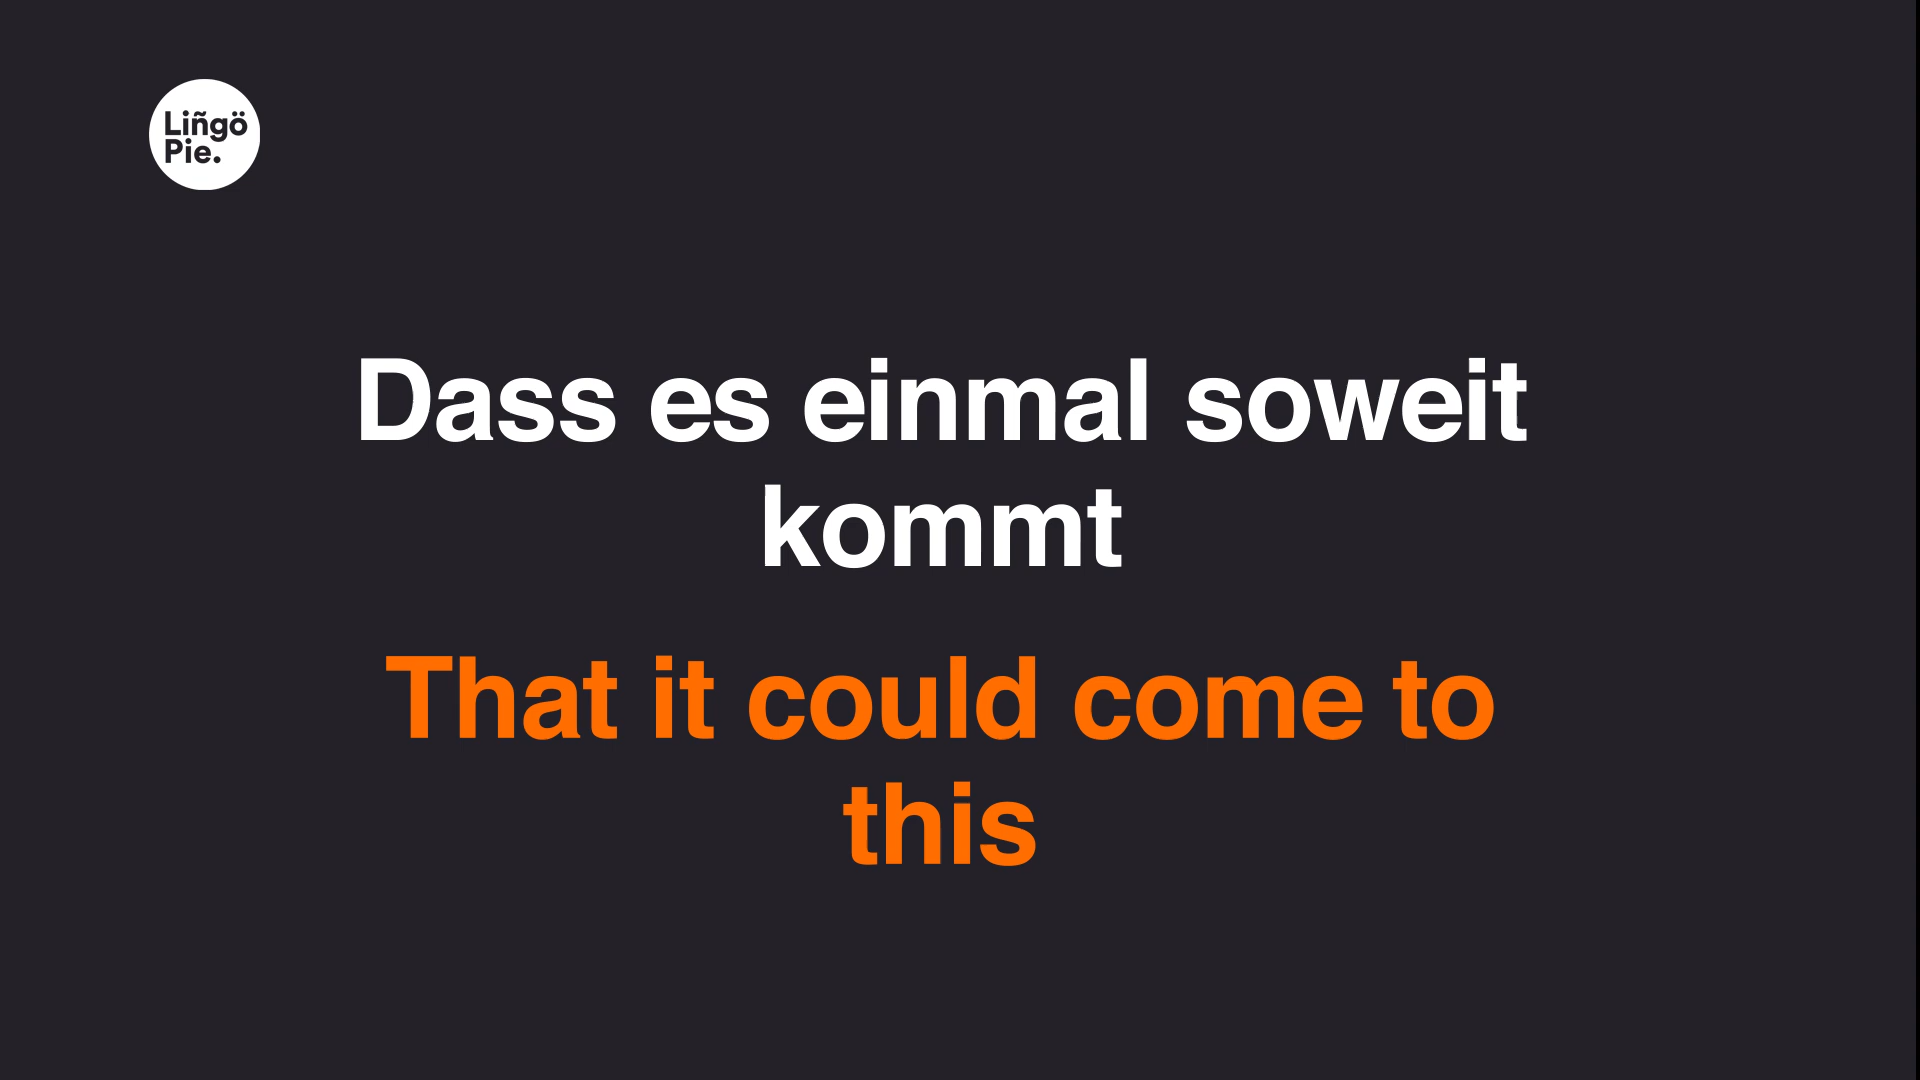 Liñgö
Pie.
Dass es einmal soweit
kommt
That it could come to
this